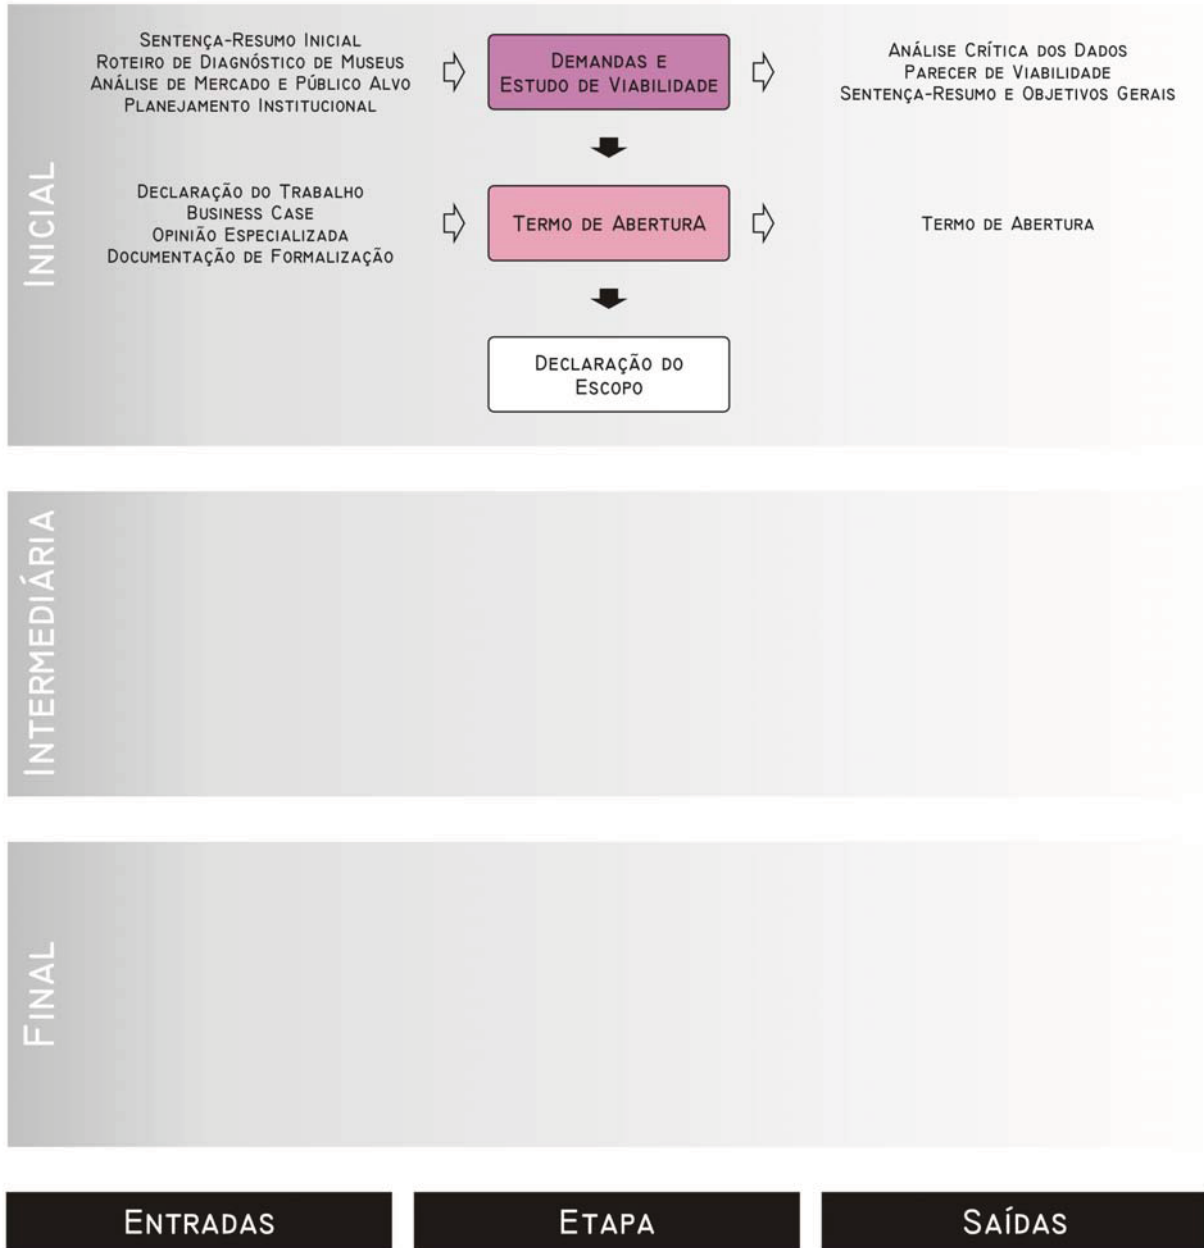 INICIAL
SENTENÇA-RESUMO INICIAL
ROTEIRO DE DIAGNÓSTICO DE MUSEUS
ANÁLISE DE MERCADO E PÚBLICO ALVO
PLANEJAMENTO INSTITUCIONAL
DEMANDAS E
ESTUDO DE VIABILIDADE
ANÁLISE CRÍTICA DOS DADOS
PARECER DE VIABILIDADE
SENTENÇA-RESUMO E OBJETIVOS GERAIS
DECLARAÇÃO DO TRABALHO
BUSINESS CASE
OPINIÃO ESPECIALIZADA
DOCUMENTAÇÃO DE FORMALIZAÇÃO
TERMO DE ABERTURA
TERMO DE ABERTURA
DECLARAÇÃO DO
ESCOPO
INTERMEDIÁRIA
FINAL
ENTRADAS
ETAPA
SAÍDAS